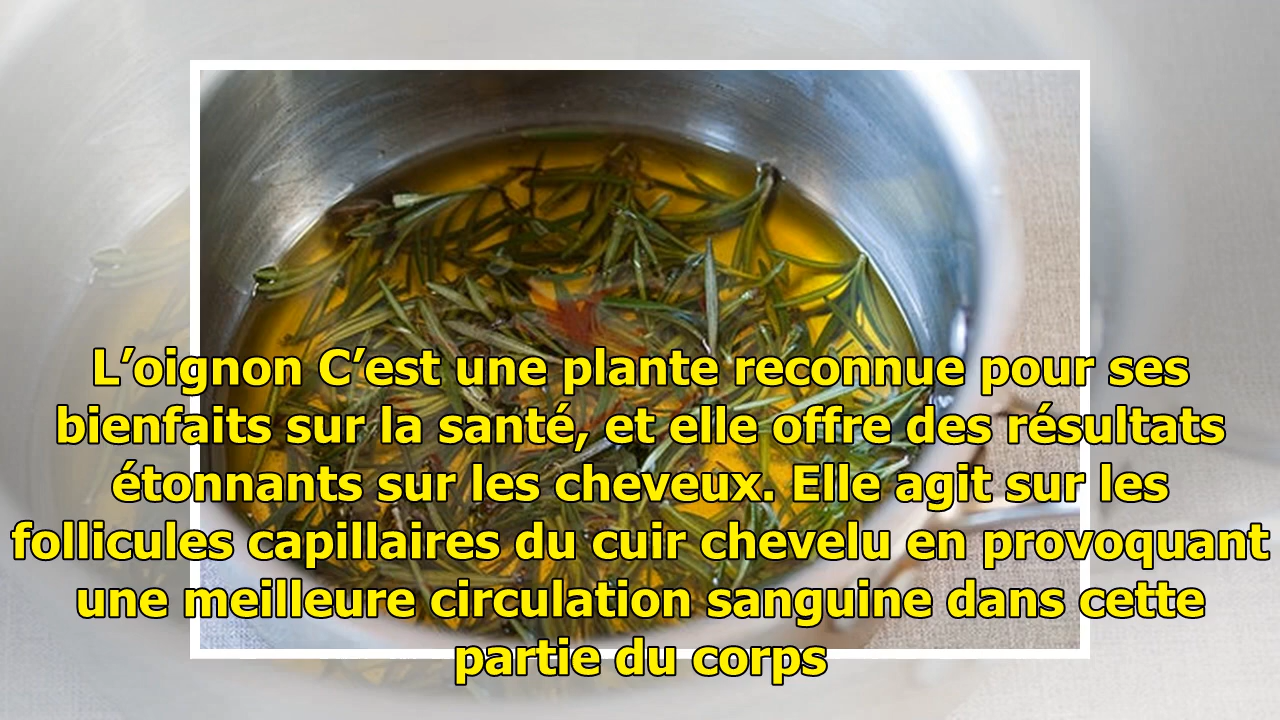 L’oignon C’est une plante reconnue pour ses
bienfaits sur la santé, et elle offre des résultats
étonnants sur les cheveux. Elle agit sur les
follicules capillaires du cuir chevelu en provoquant
une meilleure circulation sanguine dans cette
partie du corps